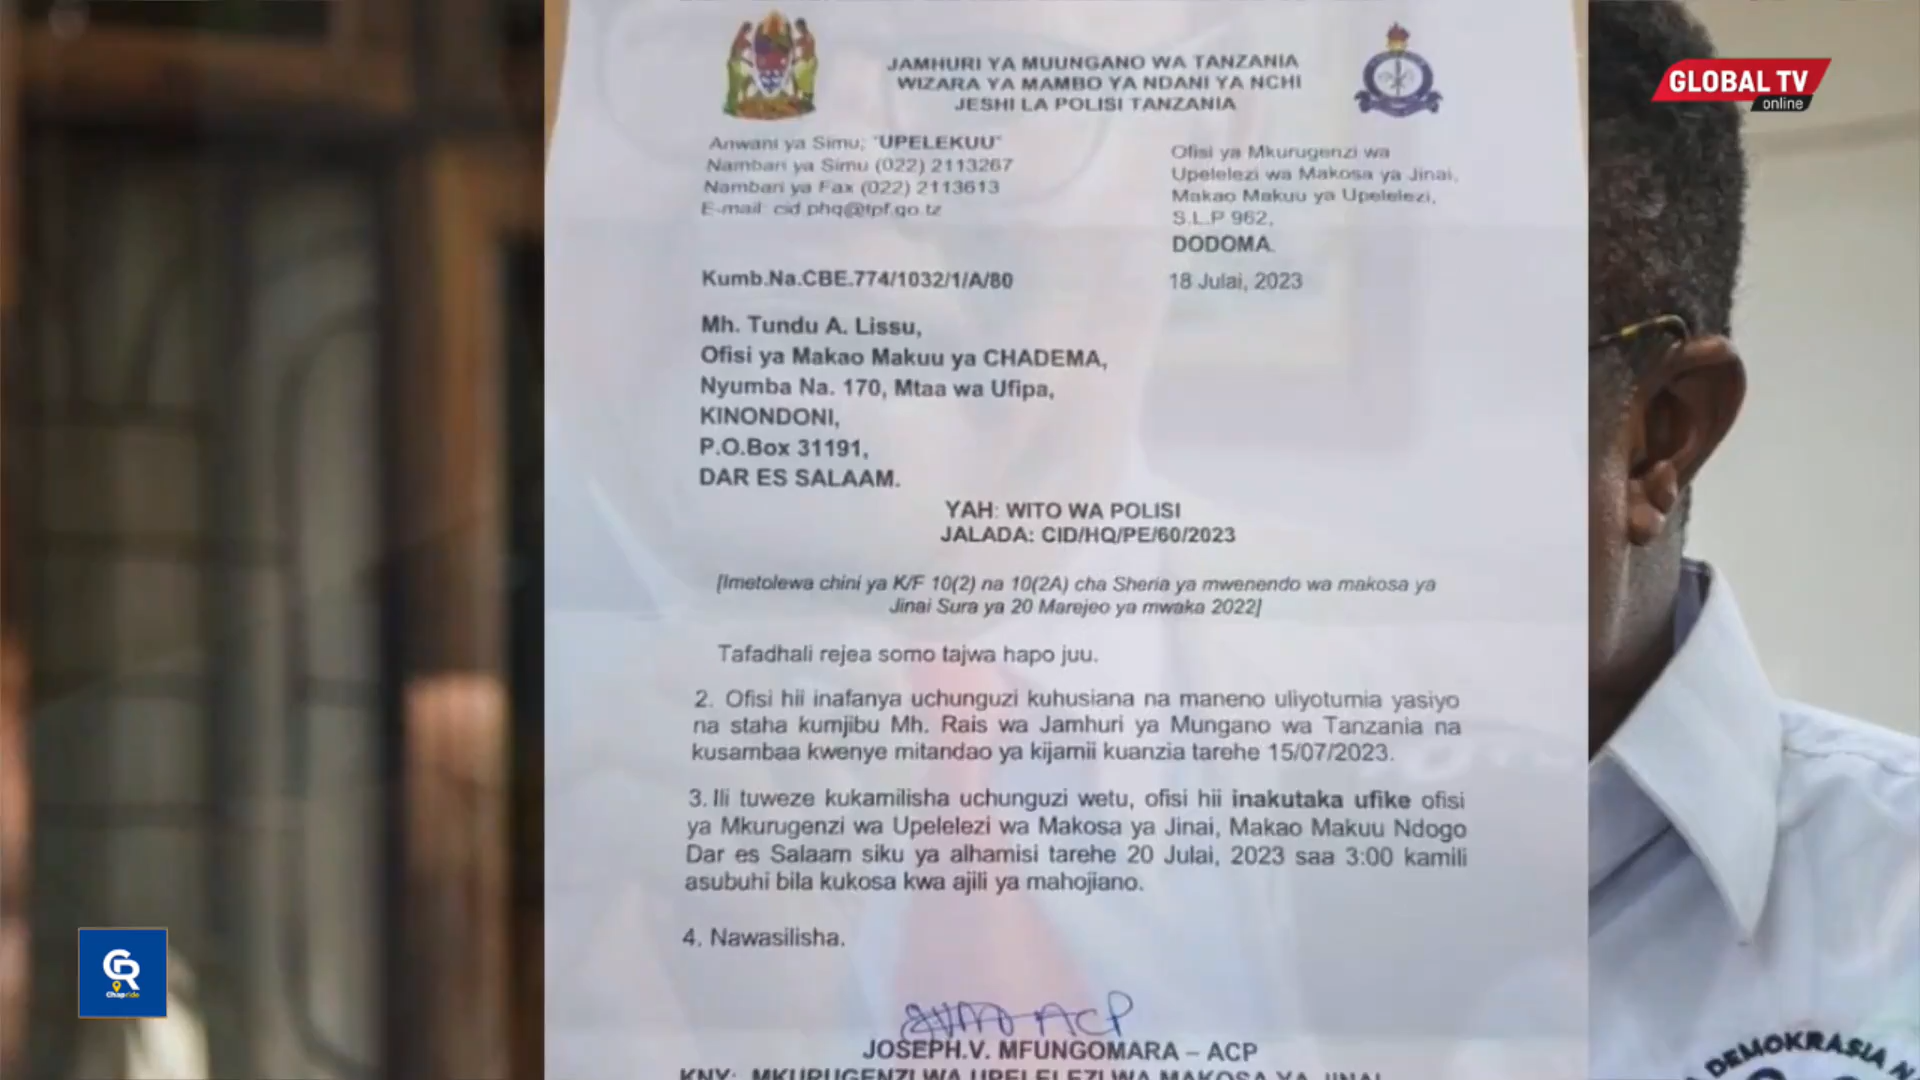 JAMHURI YA MUUNGANO WA TANZANIA
WIZARA YA MAMBO YA NDANI YA NCHI
JESHI LA POLISI TANZANIA
Anwani ya Simu; "UPELEKUU"
Nambari ya Simu (022) 2113267
Nambari ya Fax (022) 2113613
E-mail: cid.phq@tpf.go.tz
Ofisi ya Mkurugenzi wa
Upelelezi wa Makosa ya Jinai,
Makao Makuu ya Upelelezi,
S.L.P 962,
DODOMA.
Kumb.Na.CBE.774/1032/1/A/80
18 Julai, 2023
Mh. Tundu A. Lissu,
Ofisi ya Makao Makuu ya CHADEMA,
Nyumba Na. 170, Mtaa wa Ufipa,
KINONDONI,
P.O.Box 31191,
DAR ES SALAAM.
YAH: WITO WA POLISI
JALADA: CID/HQ/PE/60/2023
[Imetolewa chini ya K/F 10(2) na 10(2A) cha Sheria ya mwenendo wa makosa ya
Jinai Sura ya 20 Marejeo ya mwaka 2022]
Tafadhali rejea somo tajwa hapo juu.
2. Ofisi hii inafanya uchunguzi kuhusiana na maneno uliyotumia yasiyo
na staha kumjibu Mh. Rais wa Jamhuri ya Mungano wa Tanzania na
kusambaa kwenye mitandao ya kijamii kuanzia tarehe 15/07/2023.
3. Ili tuweze kukamilisha uchunguzi wetu, ofisi hii inakutaka ufike ofisi
ya Mkurugenzi wa Upelelezi wa Makosa ya Jinai, Makao Makuu Ndogo
Dar es Salaam siku ya alhamisi tarehe 20 Julai, 2023 saa 3:00 kamili
asubuhi bila kukosa kwa ajili ya mahojiano.
4. Nawasilisha.
ACP
JOSEPH.V. MFUNGOMARA – ACP
KNY: MKURUGENZI WA UPELELEZI WA MAKOSA YA JINAI
GLOBAL TV
online
GR
Chapride
DEMOKRASIA N